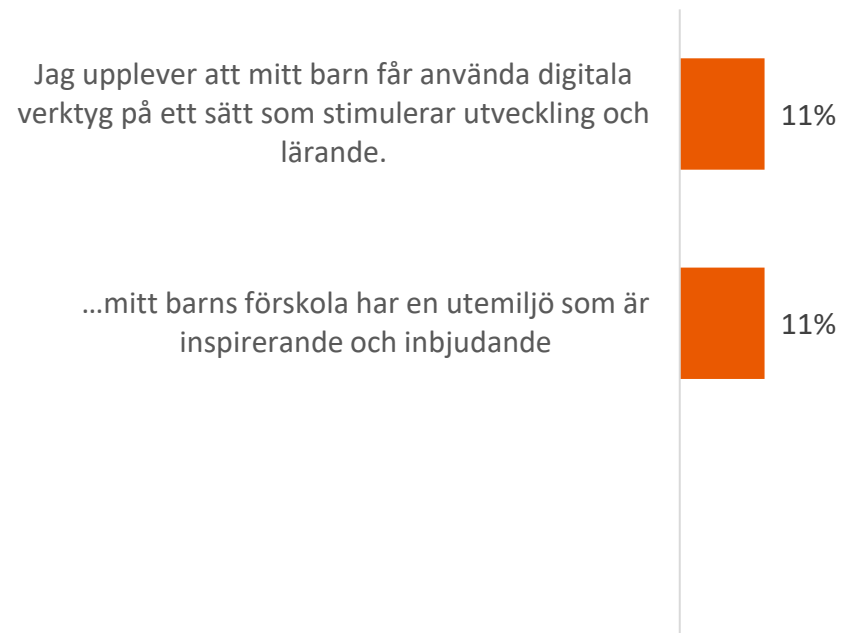 Jag upplever att mitt barn får använda digitala
verktyg på ett sätt som stimulerar utveckling och
lärande.
11%
…mitt barns förskola har en utemiljö som är
inspirerande och inbjudande
11%